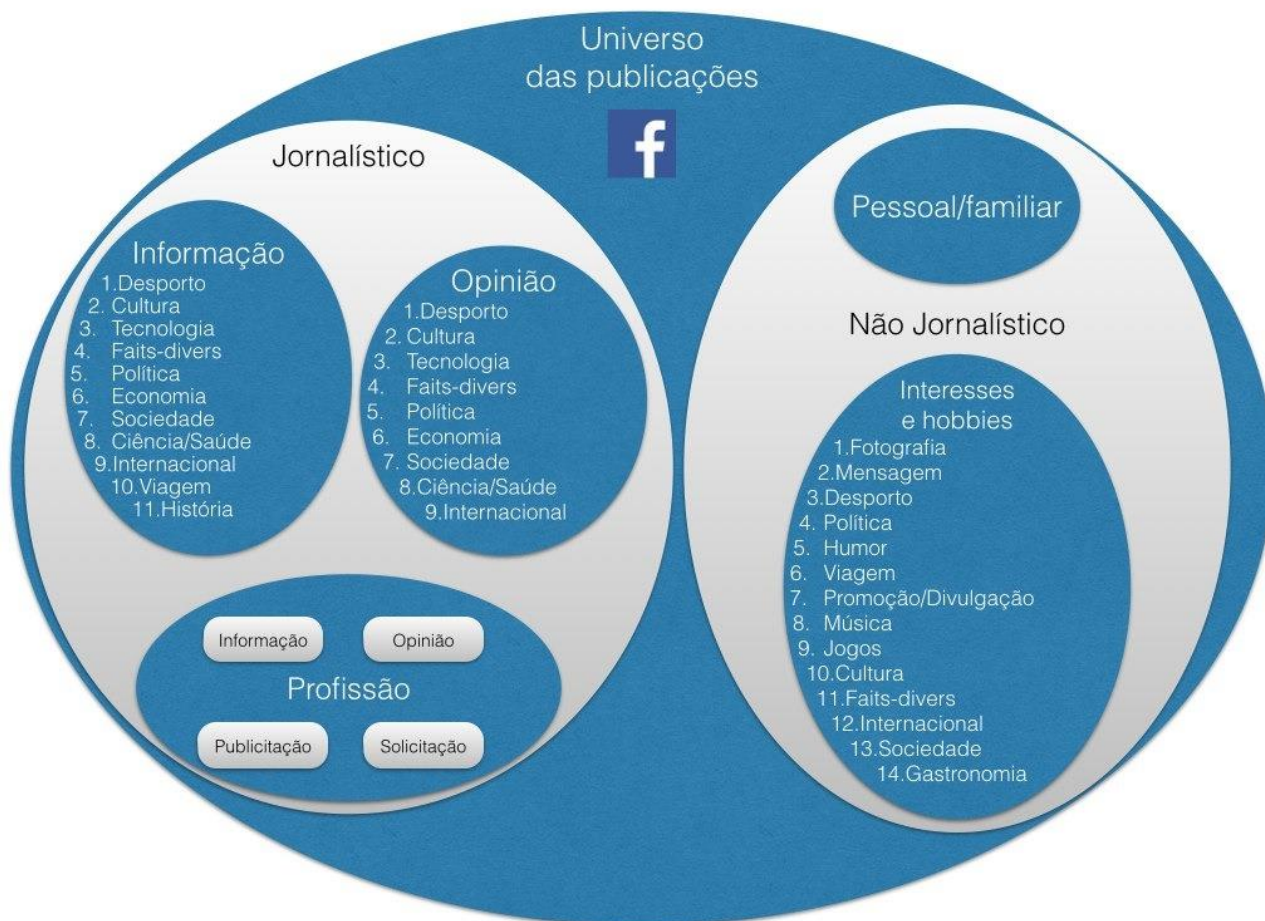 Universo
das publicações
f
Jornalístico
Informação
1.Desporto
2. Cultura
3. Tecnologia
4. Faits-divers
5. Política
6. Economia
7. Sociedade
8. Ciência/Saúde
9.Internacional
10.Viagem
11.História
Opinião
1.Desporto
2. Cultura
3. Tecnologia
4. Faits-divers
5. Política
6. Economia
7. Sociedade
8.Ciência/Saúde
9.Internacional
Informação
Opinião
Profissão
Publicitação
Solicitação
Pessoal/familiar
Não Jornalístico
Interesses
e hobbies
1.Fotografia
2.Mensagem
3.Desporto
4. Política
5. Humor
6. Viagem
7. Promoção/Divulgação
8. Música
9. Jogos
10.Cultura
11.Faits-divers
12.Internacional
13.Sociedade
14.Gastronomia